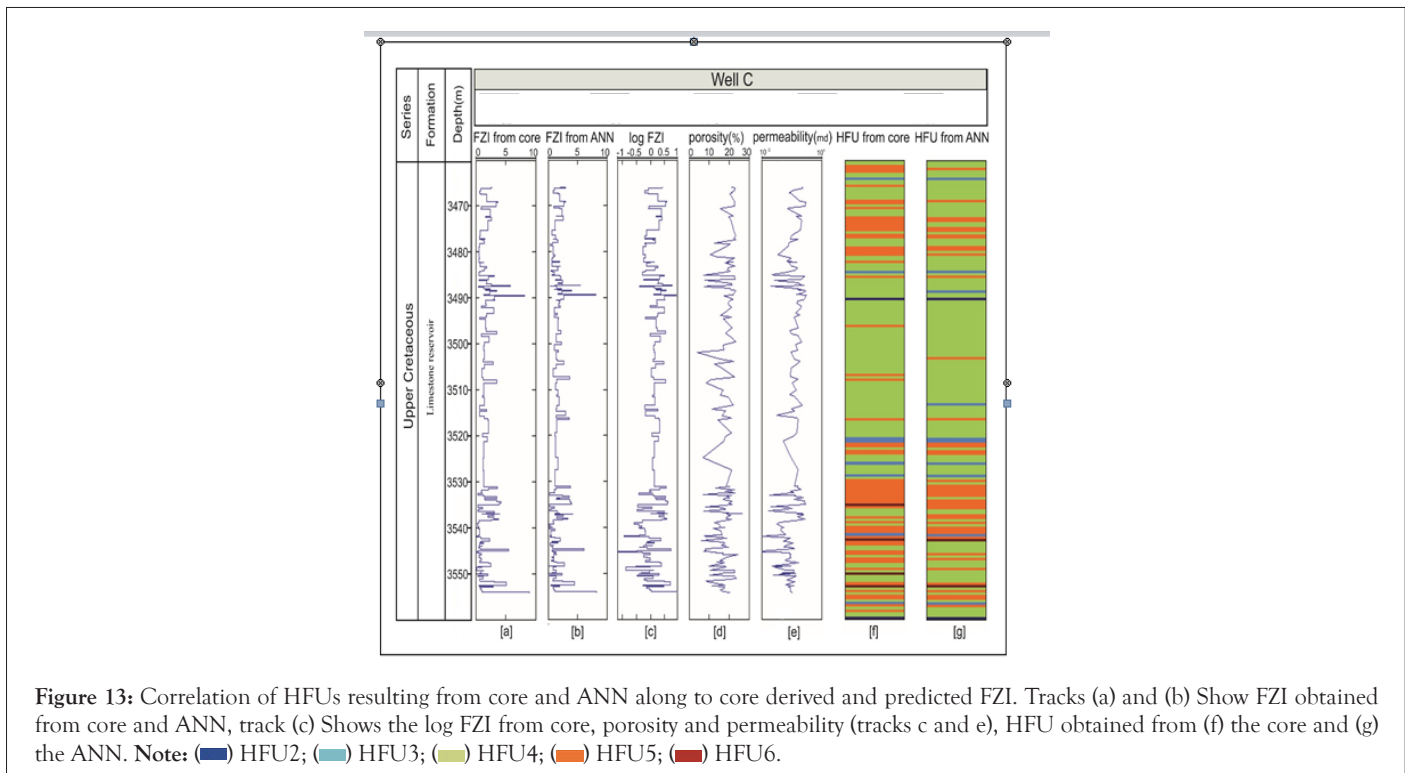 Well C
Series
Formation
Depth(m)
FZI from core FZI from ANN log FZI porosity(%) permeability(md) HFU from core HFU from ANN
0 5 10 0 5 10 -1 -0.5 0 0.5 1 0 10 20 30
Upper Cretaceous
Limestone reservoir
3470
3480
3490
3500
3510
3520
3530
3540
3550
[a] [b] [c] [d] [e] [f] [g]
Figure 13: Correlation of HFUs resulting from core and ANN along to core derived and predicted FZI. Tracks (a) and (b) Show FZI obtained
from core and ANN, track (c) Shows the log FZI from core, porosity and permeability (tracks c and e), HFU obtained from (f) the core and (g)
the ANN. Note: ( ) HFU2; ( ) HFU3; ( ) HFU4; ( ) HFU5; ( ) HFU6.